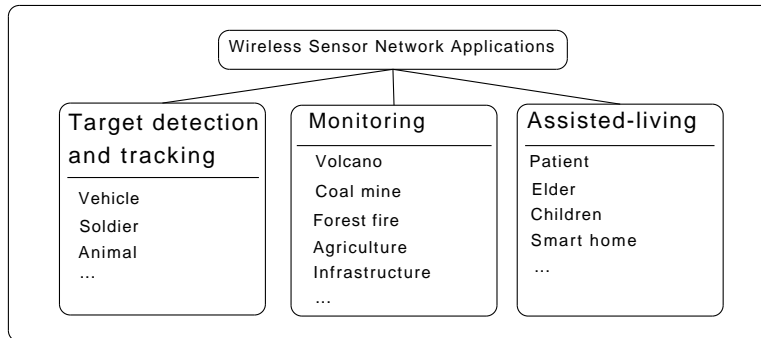 Wireless Sensor Network Applications
Target detection
and tracking
Vehicle
Soldier
Animal
...
Monitoring
Volcano
Coal mine
Forest fire
Agriculture
Infrastructure
...
Assisted-living
Patient
Elder
Children
Smart home
...